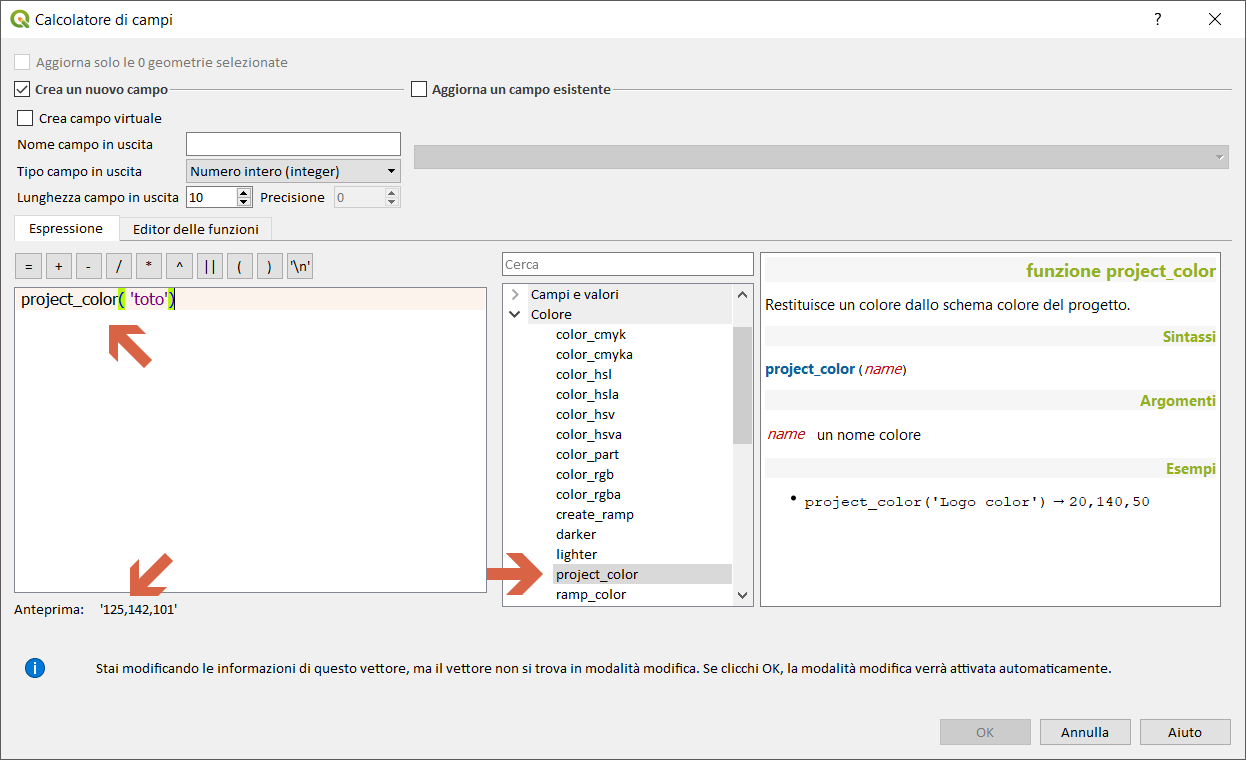 Calcolatore di campi
?
Aggiorna solo le 0 geometrie selezionate
Crea un nuovo campo
Aggiorna un campo esistente
Crea campo virtuale
Nome campo in uscita
Tipo campo in uscita Numero intero (integer)
Lunghezza campo in uscita 10 Precisione 0
Espressione Editor delle funzioni
= + - / * ^ || ( ) '\n'
project_color( 'toto')
Anteprima: '125,142,101'
Cerca
Campi e valori
Colore
color_cmyk
color_cmyka
color_hsl
color_hsla
color_hsv
color_hsva
color_part
color_rgb
color_rgba
create_ramp
darker
lighter
project_color
ramp_color
funzione project_color
Restituisce un colore dallo schema colore del progetto.
Sintassi
project_color (name)
Argomenti
name un nome colore
Esempi
• project_color('Logo color') → 20,140,50
i
Stai modificando le informazioni di questo vettore, ma il vettore non si trova in modalità modifica. Se clicchi OK, la modalità modifica verrà attivata automaticamente.
OK Annulla Aiuto